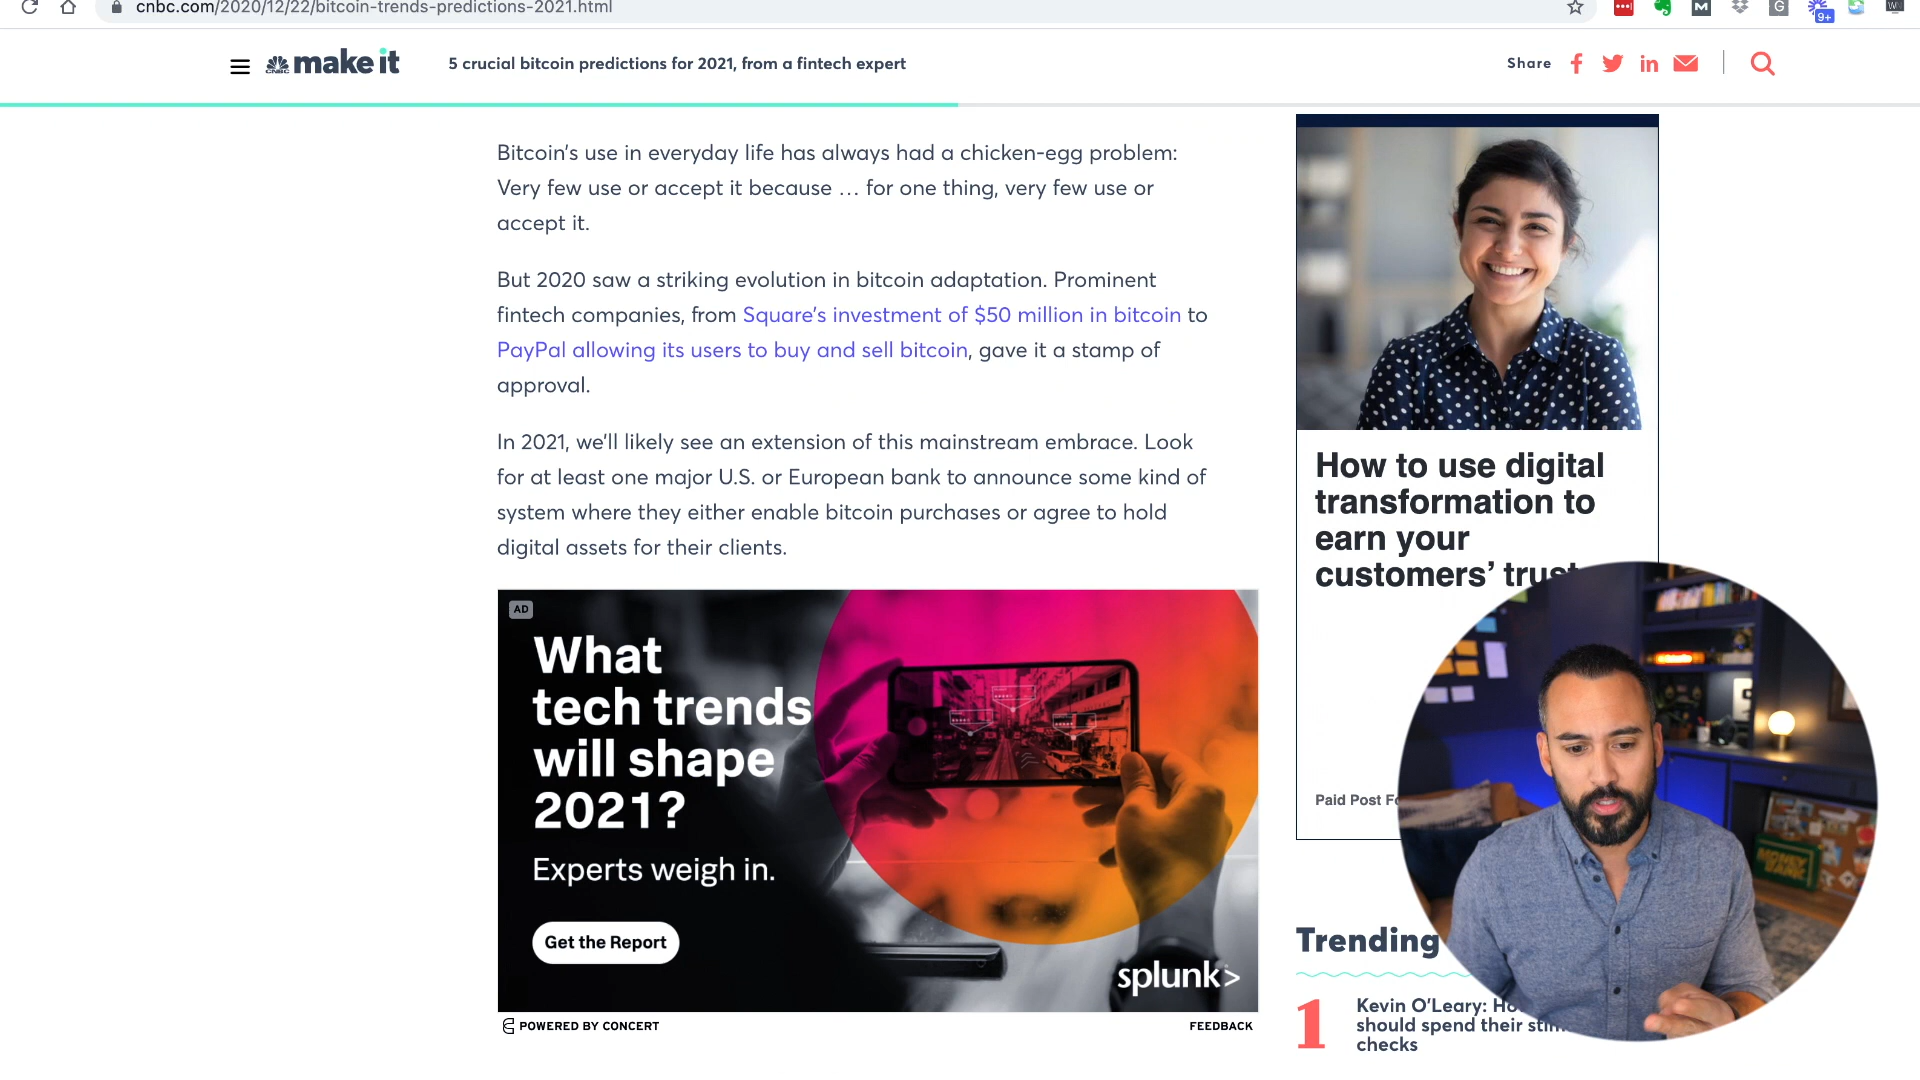 cnbc.com/2020/12/22/bitcoin-trends-predictions-2021.html
9+
CNBC make it
5 crucial bitcoin predictions for 2021, from a fintech expert
Share
Bitcoin's use in everyday life has always had a chicken-egg problem:
Very few use or accept it because … for one thing, very few use or
accept it.
But 2020 saw a striking evolution in bitcoin adaptation. Prominent
fintech companies, from Square's investment of $50 million in bitcoin to
PayPal allowing its users to buy and sell bitcoin, gave it a stamp of
approval.
In 2021, we'll likely see an extension of this mainstream embrace. Look
for at least one major U.S. or European bank to announce some kind of
system where they either enable bitcoin purchases or agree to hold
digital assets for their clients.
AD
What
tech trends
will shape
2021?
Experts weigh in.
Get the Report
splunk>
POWERED BY CONCERT
FEEDBACK
How to use digital
transformation to
earn your
customers' trust
Paid Post
MONEY
BANK
Trending
1
Kevin O'Leary:
should spend their
checks